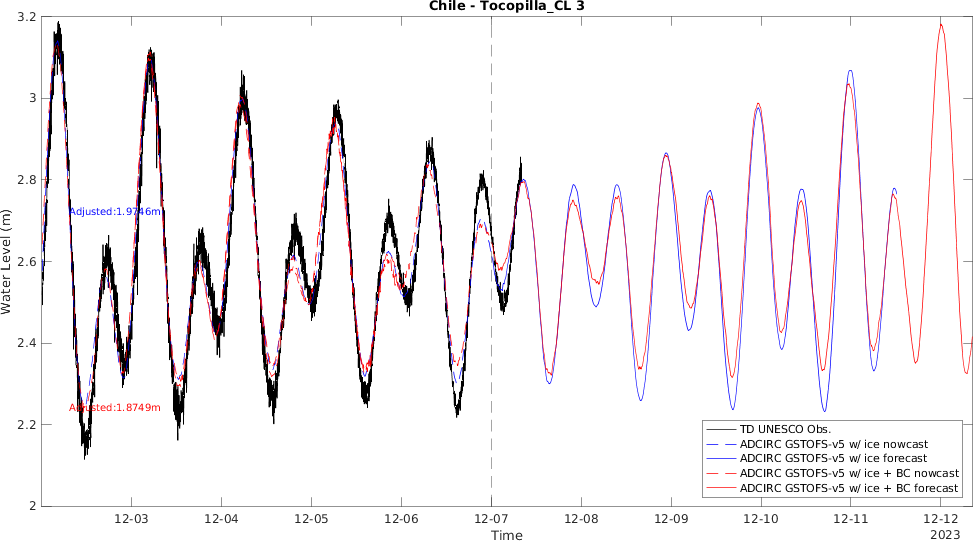 Chile - Tocopilla_CL 3
3.2
3
2.8
2.6
2.4
2.2
2
Water Level (m)
Adjusted:1.9746m
Adjusted:1.8749m
TD UNESCO Obs.
ADCIRC GSTOFS-v5 w/ ice nowcast
ADCIRC GSTOFS-v5 w/ ice forecast
ADCIRC GSTOFS-v5 w/ ice + BC nowcast
ADCIRC GSTOFS-v5 w/ ice + BC forecast
12-03 12-04 12-05 12-06 12-07 12-08 12-09 12-10 12-11 12-12
2023
Time